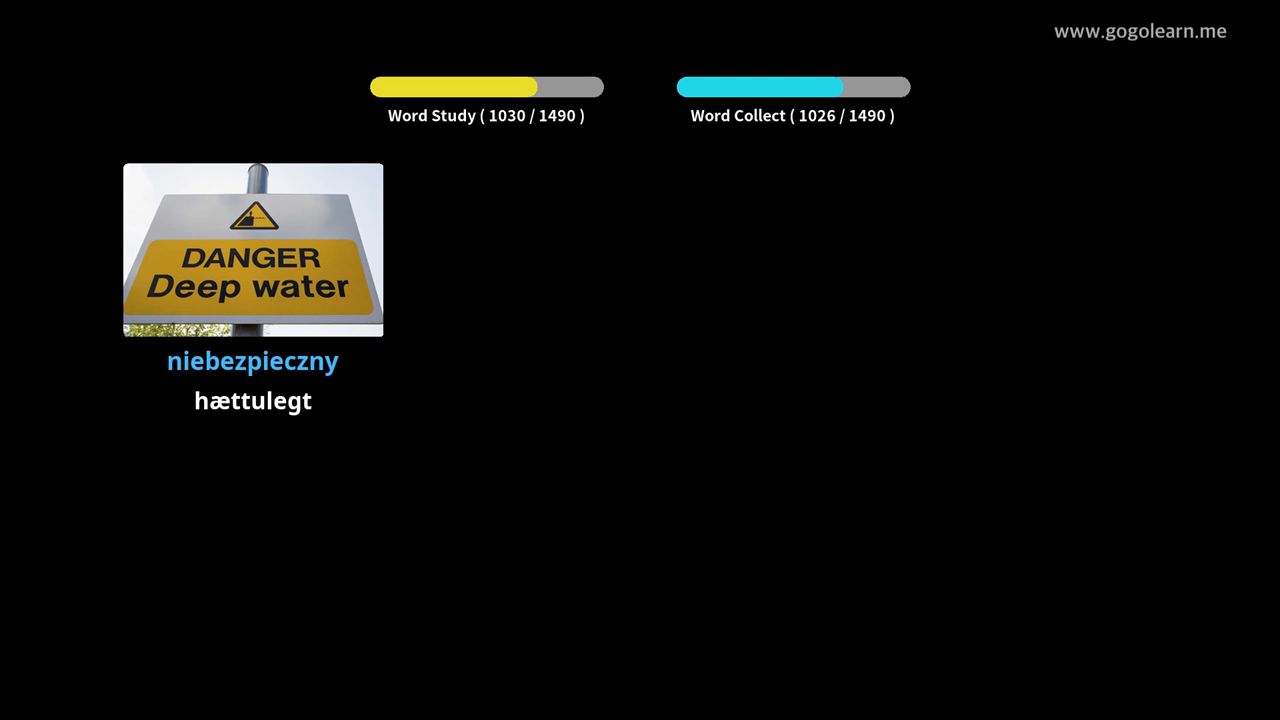 www.gogolearn.me
Word Study ( 1030 / 1490 )
Word Collect ( 1026 / 1490 )
DANGER
Deep water
niebezpieczny
hættulegt